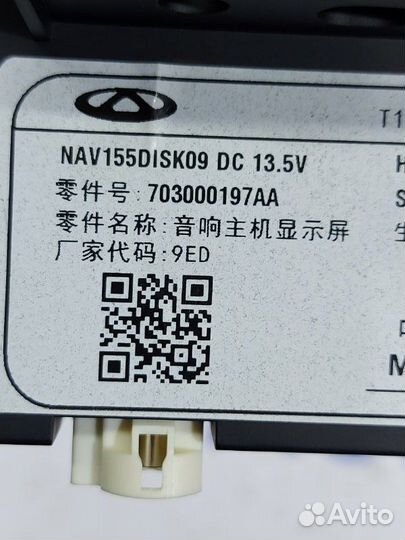 T1
NAV155DISK09 DC 13.5V
零件号:703000197AA
零件名称:音响主机显示屏
厂家代码:9ED
H
S
M
Avito